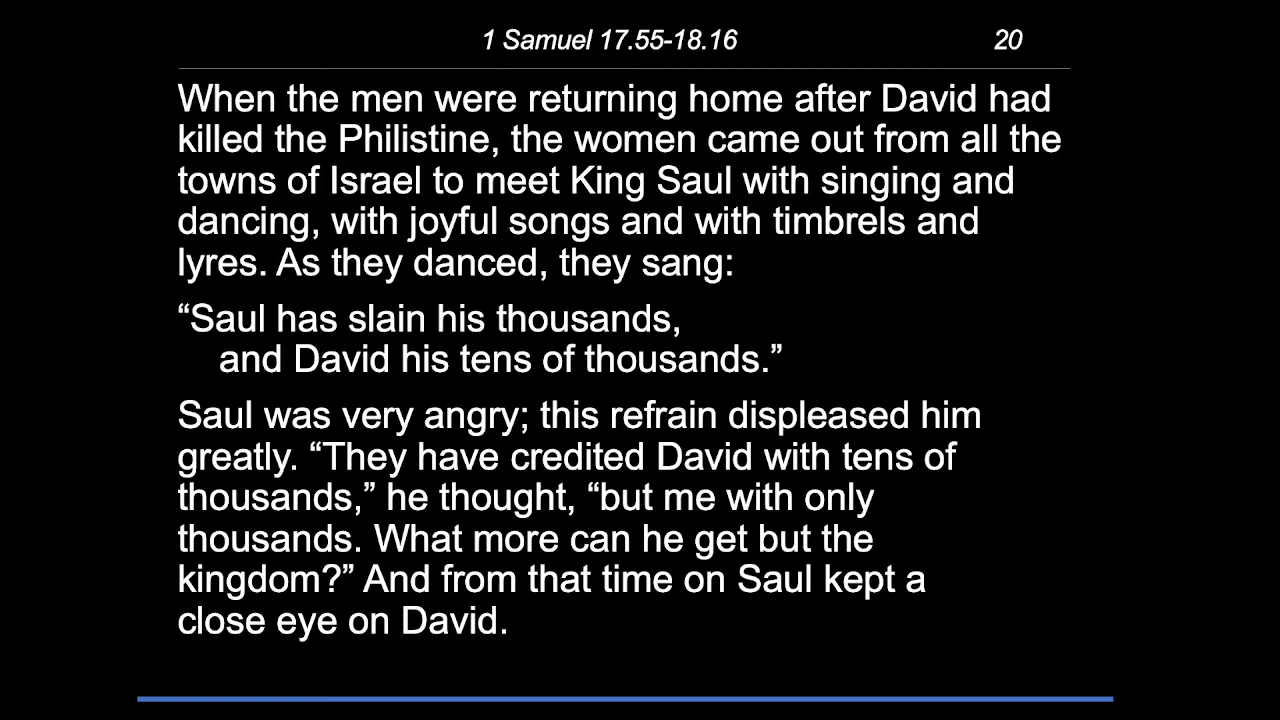 1 Samuel 17.55-18.16 20
When the men were returning home after David had
killed the Philistine, the women came out from all the
towns of Israel to meet King Saul with singing and
dancing, with joyful songs and with timbrels and
lyres. As they danced, they sang:
“Saul has slain his thousands,
and David his tens of thousands.”
Saul was very angry; this refrain displeased him
greatly. “They have credited David with tens of
thousands,” he thought, “but me with only
thousands. What more can he get but the
kingdom?” And from that time on Saul kept a
close eye on David.